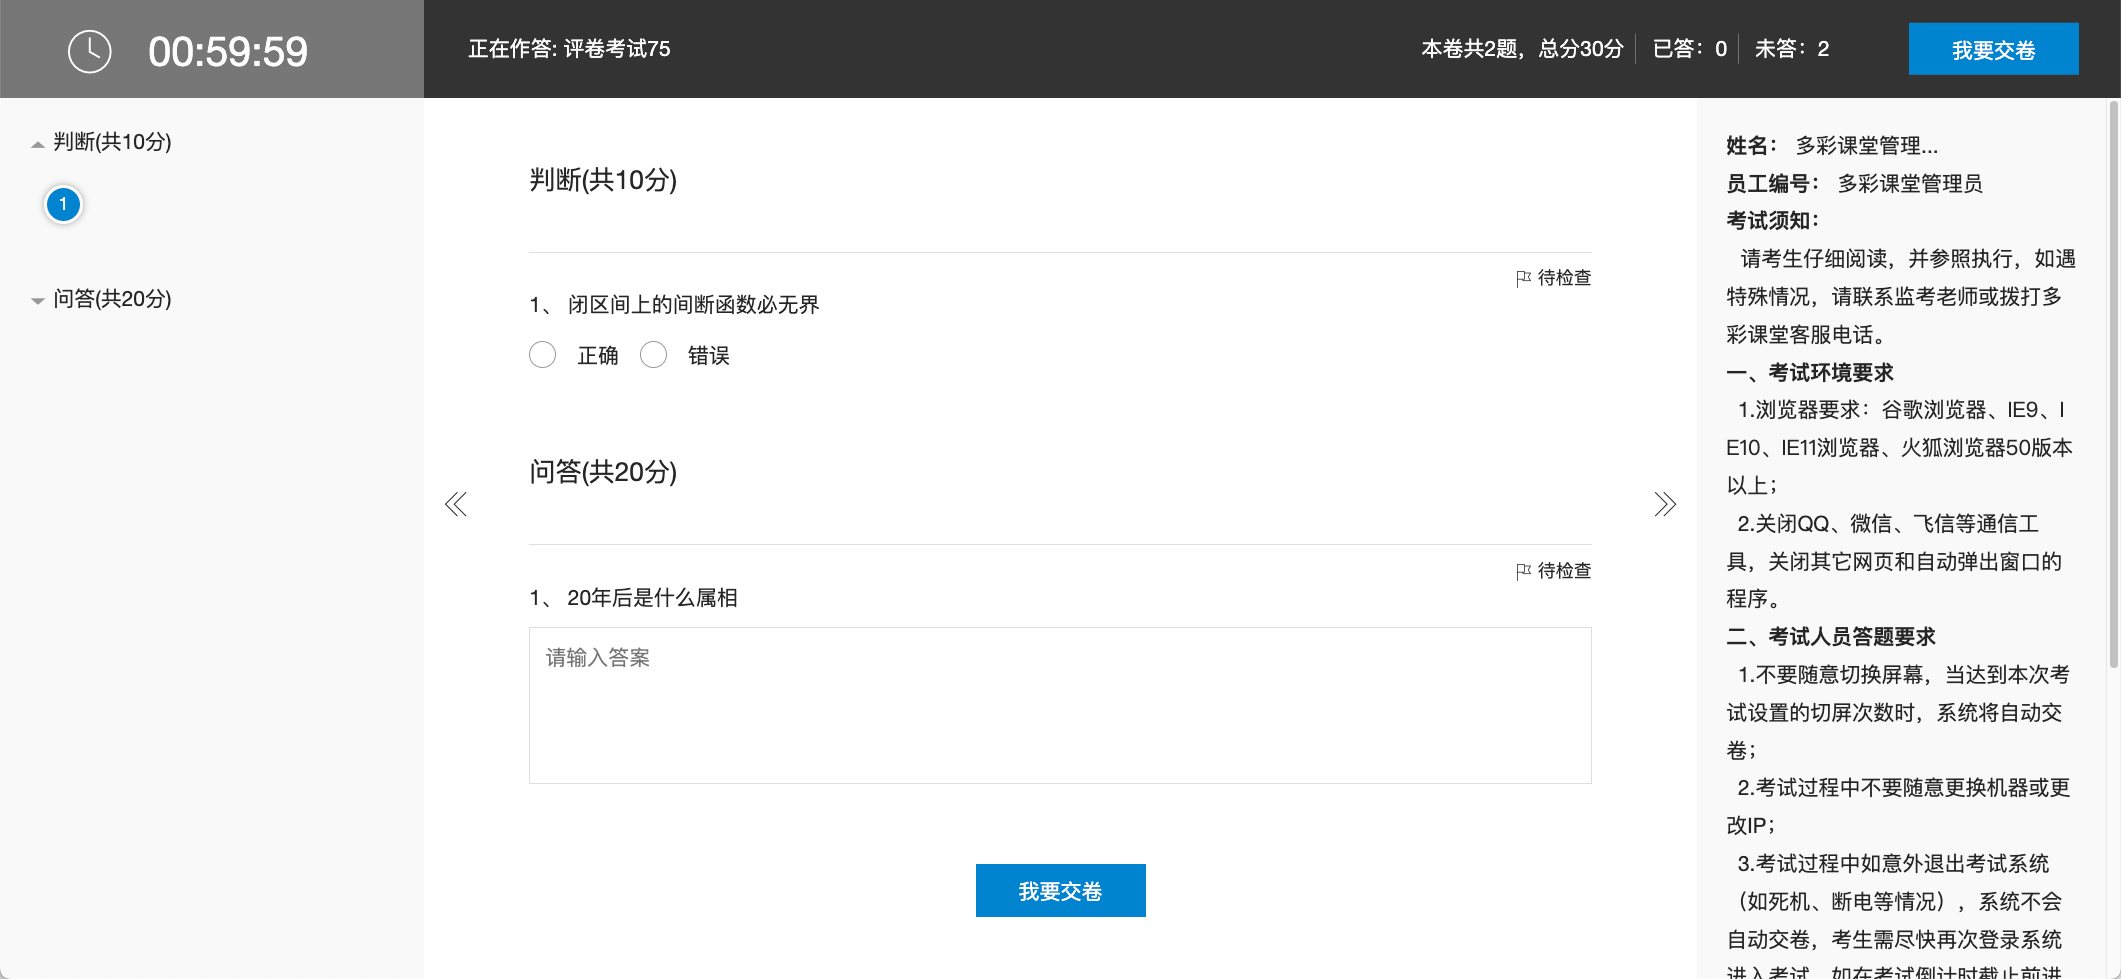 00:59:59
正在作答: 评卷考试75
本卷共2题，总分30分
已答：0
未答：2
我要交卷
判断(共10分)
1
问答(共20分)
判断(共10分)
待检查
1、 闭区间上的间断函数必无界
正确
错误
问答(共20分)
待检查
1、 20年后是什么属相
请输入答案
我要交卷
姓名： 多彩课堂管理...
员工编号： 多彩课堂管理员
考试须知：
请考生仔细阅读，并参照执行，如遇
特殊情况，请联系监考老师或拨打多
彩课堂客服电话。
一、考试环境要求
1.浏览器要求：谷歌浏览器、IE9、I
E10、IE11浏览器、火狐浏览器50版本
以上；
2.关闭QQ、微信、飞信等通信工
具，关闭其它网页和自动弹出窗口的
程序。
二、考试人员答题要求
1.不要随意切换屏幕，当达到本次考
试设置的切屏次数时，系统将自动交
卷；
2.考试过程中不要随意更换机器或更
改IP；
3.考试过程中如意外退出考试系统
（如死机、断电等情况），系统不会
自动交卷，考生需尽快再次登录系统
进入考试，如在考试倒计时截止前进